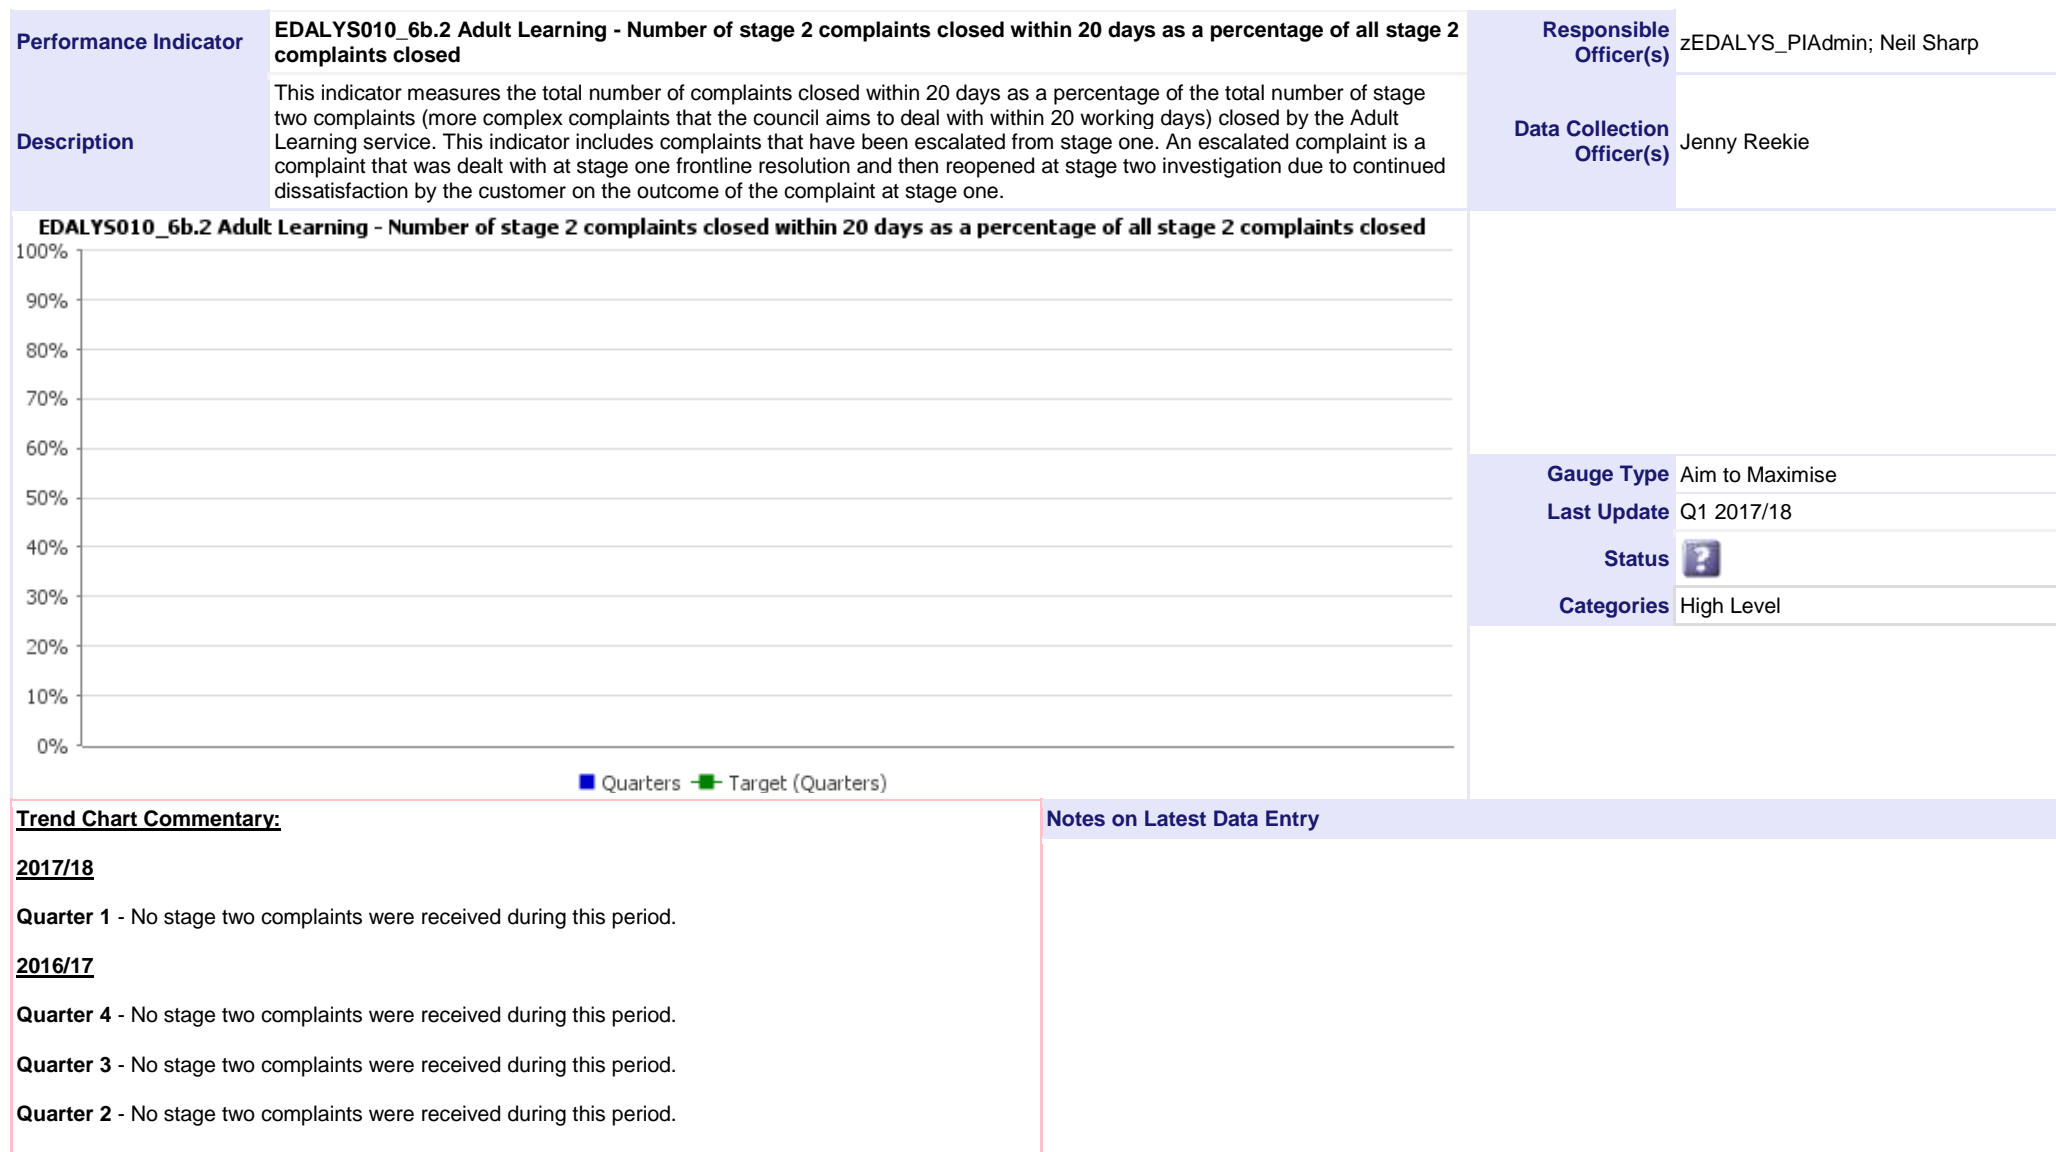 Performance Indicator
EDALYS010_6b.2 Adult Learning - Number of stage 2 complaints closed within 20 days as a percentage of all stage 2
complaints closed
Responsible
Officer(s)
zEDALYS_PIAdmin; Neil Sharp
Description
This indicator measures the total number of complaints closed within 20 days as a percentage of the total number of stage
two complaints (more complex complaints that the council aims to deal with within 20 working days) closed by the Adult
Learning service. This indicator includes complaints that have been escalated from stage one. An escalated complaint is a
complaint that was dealt with at stage one frontline resolution and then reopened at stage two investigation due to continued
dissatisfaction by the customer on the outcome of the complaint at stage one.
Data Collection
Officer(s)
Jenny Reekie
EDALYS010_6b.2 Adult Learning - Number of stage 2 complaints closed within 20 days as a percentage of all stage 2 complaints closed
100%
90%
80%
70%
60%
50%
40%
30%
20%
10%
0%
Quarters Target (Quarters)
Gauge Type Aim to Maximise
Last Update Q1 2017/18
Status ?
Categories High Level
Trend Chart Commentary:
2017/18
Quarter 1 - No stage two complaints were received during this period.
2016/17
Quarter 4 - No stage two complaints were received during this period.
Quarter 3 - No stage two complaints were received during this period.
Quarter 2 - No stage two complaints were received during this period.
Notes on Latest Data Entry